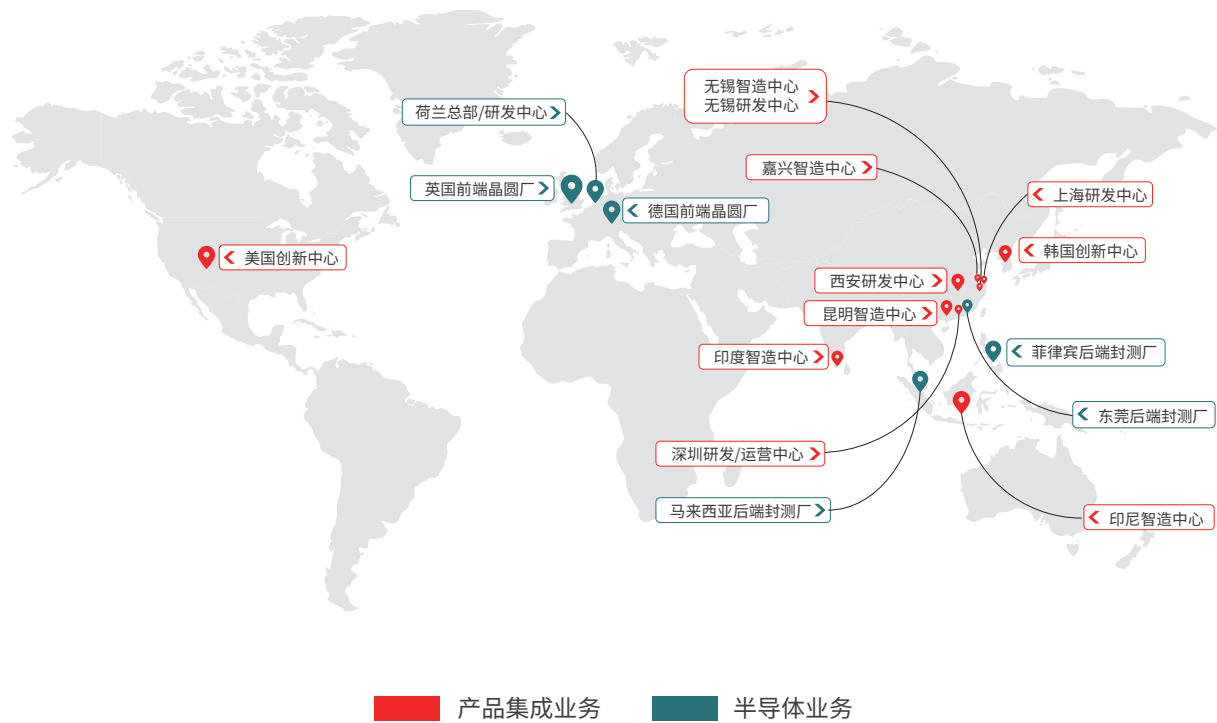 无锡智造中心
无锡研发中心
荷兰总部/研发中心
嘉兴智造中心
英国前端晶圆厂
上海研发中心
德国前端晶圆厂
美国创新中心
韩国创新中心
西安研发中心
昆明智造中心
印度智造中心
菲律宾后端封测厂
东莞后端封测厂
深圳研发/运营中心
马来西亚后端封测厂
印尼智造中心
产品集成业务
半导体业务